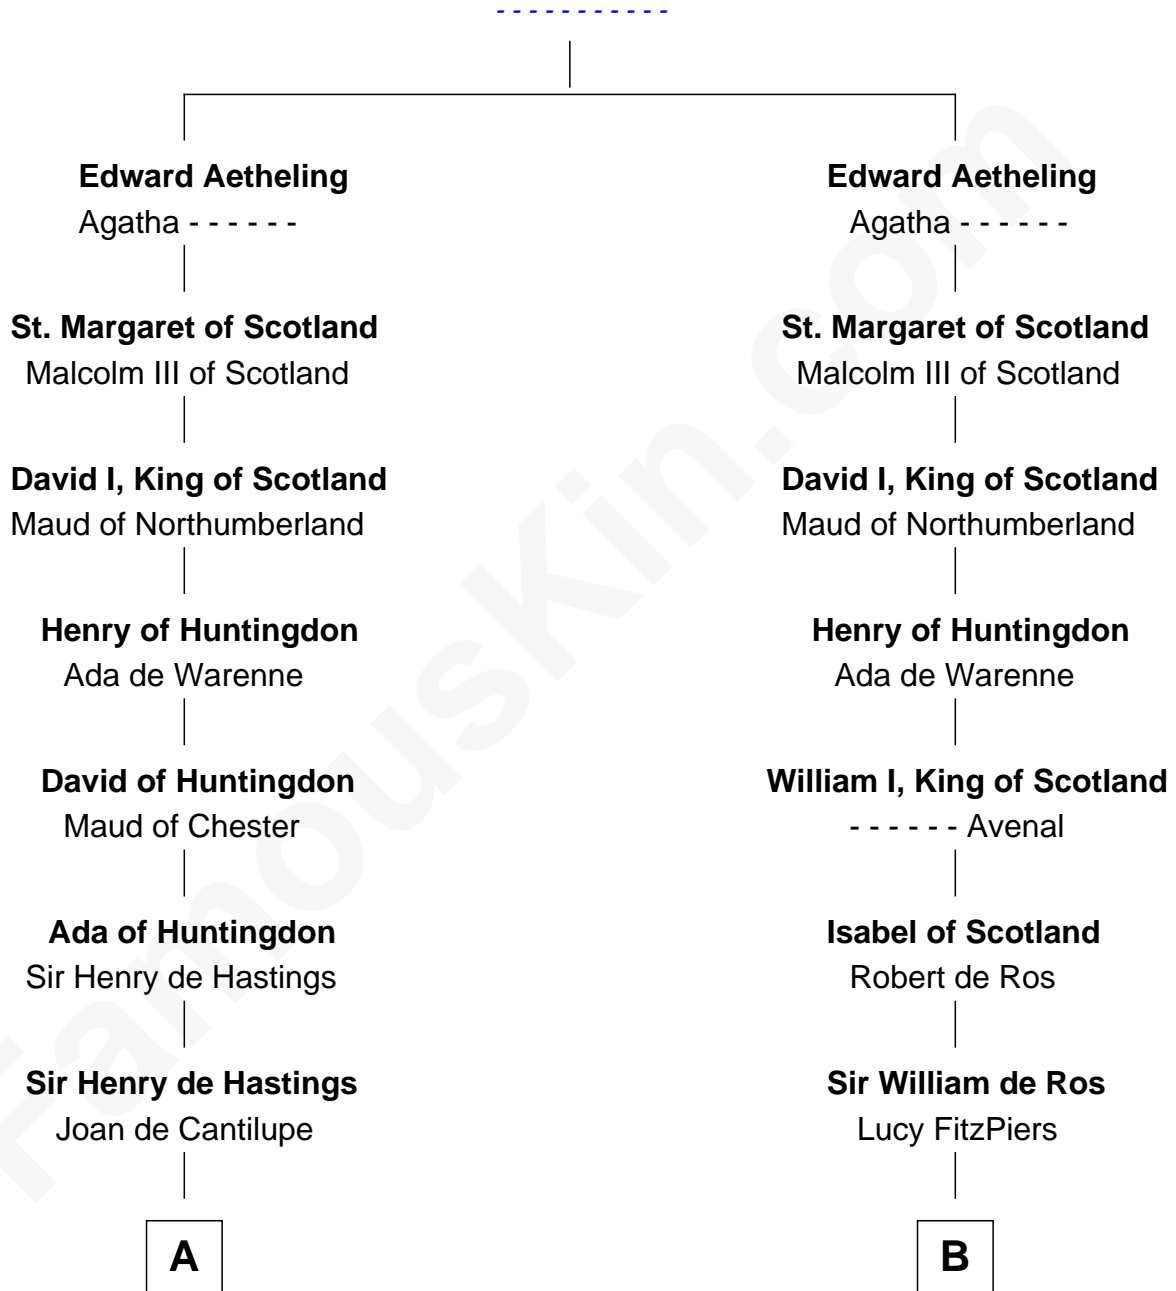 - - - - - - - - - - -
Edward Aetheling
Agatha - - - - - -
Edward Aetheling
Agatha - - - - - -
St. Margaret of Scotland
Malcolm III of Scotland
St. Margaret of Scotland
Malcolm III of Scotland
David I, King of Scotland
Maud of Northumberland
David I, King of Scotland
Maud of Northumberland
Henry of Huntingdon
Ada de Warenne
Henry of Huntingdon
Ada de Warenne
David of Huntingdon
Maud of Chester
William I, King of Scotland
- - - - - - Avenal
Ada of Huntingdon
Sir Henry de Hastings
Isabel of Scotland
Robert de Ros
Sir Henry de Hastings
Joan de Cantilupe
Sir William de Ros
Lucy FitzPiers
A
B
FamousKin.com